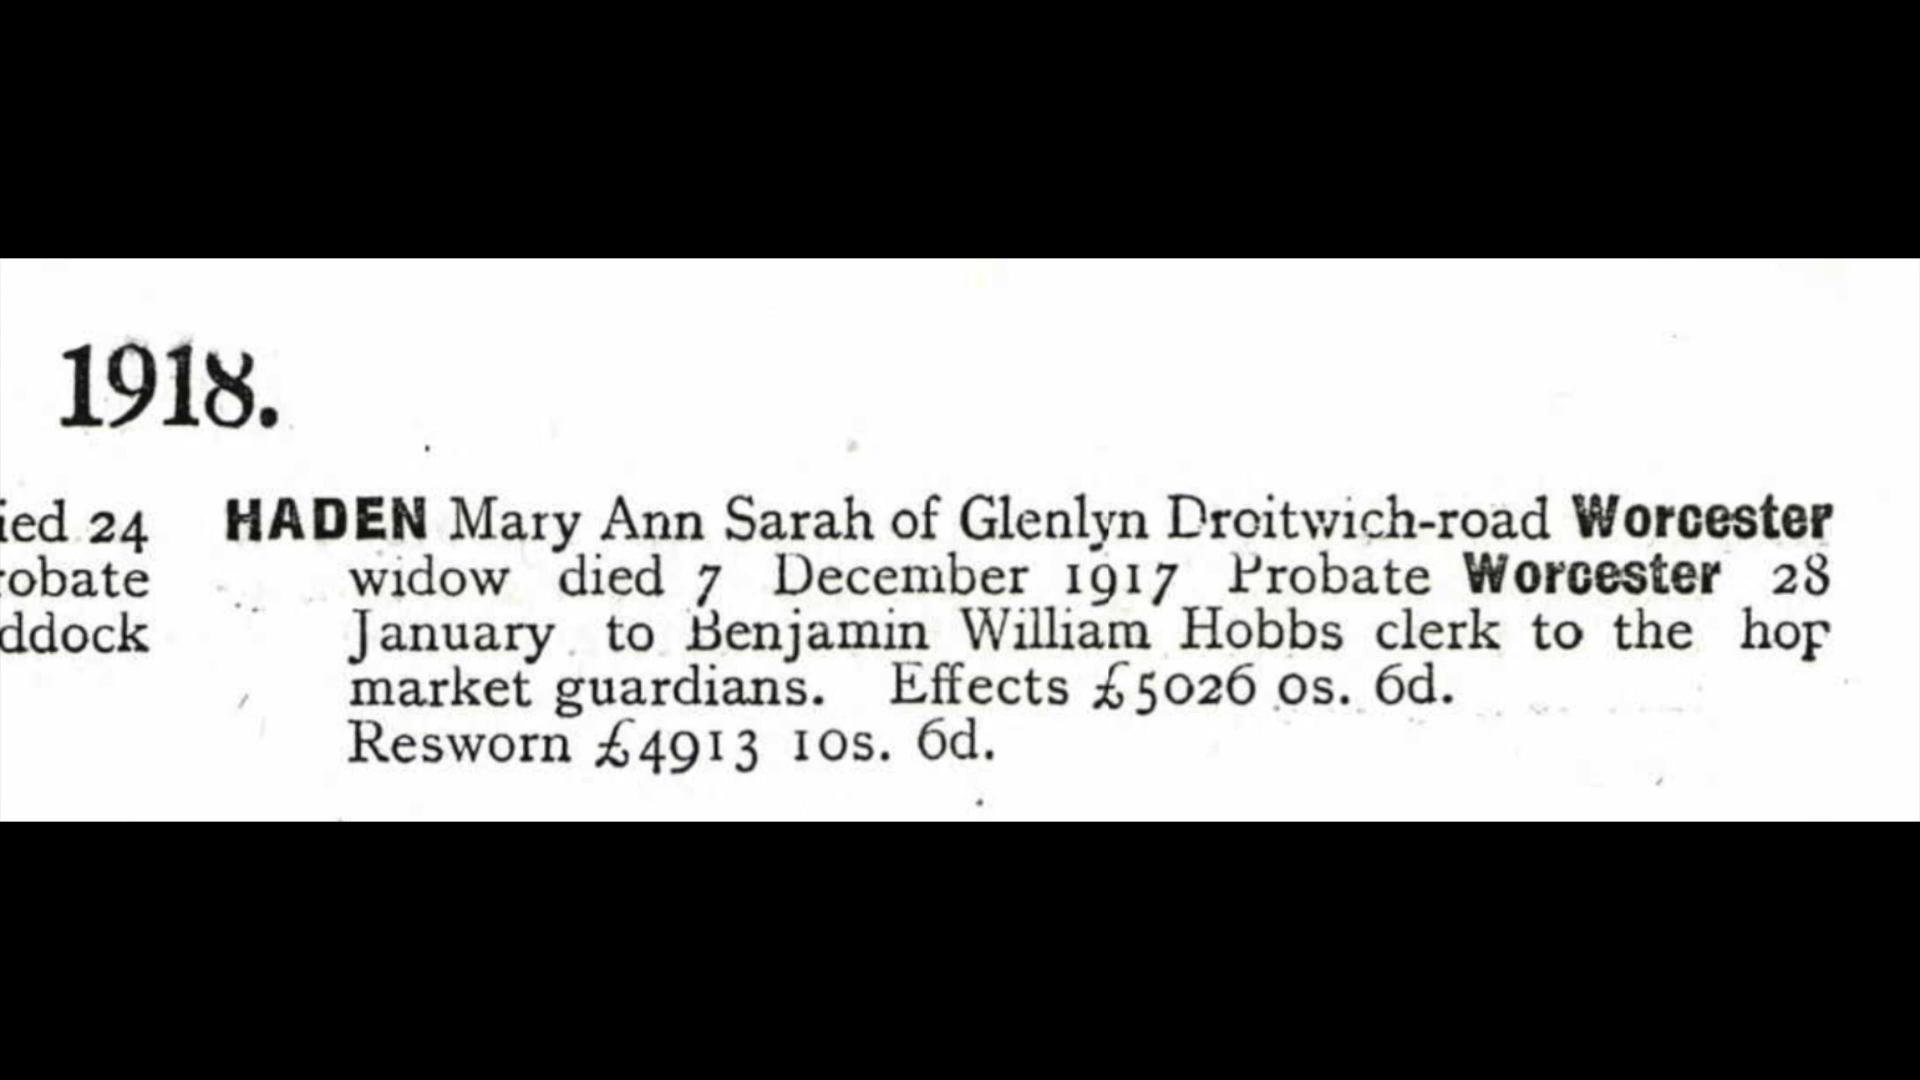 1918.
ied 24
robate
ddock
HADEN Mary Ann Sarah of Glenlyn Droitwich-road Worcester
widow died 7 December 1917 Probate Worcester 28
January to Benjamin William Hobbs clerk to the hop
market guardians. Effects £5026 0s. 6d.
Resworn £4913 10s. 6d.